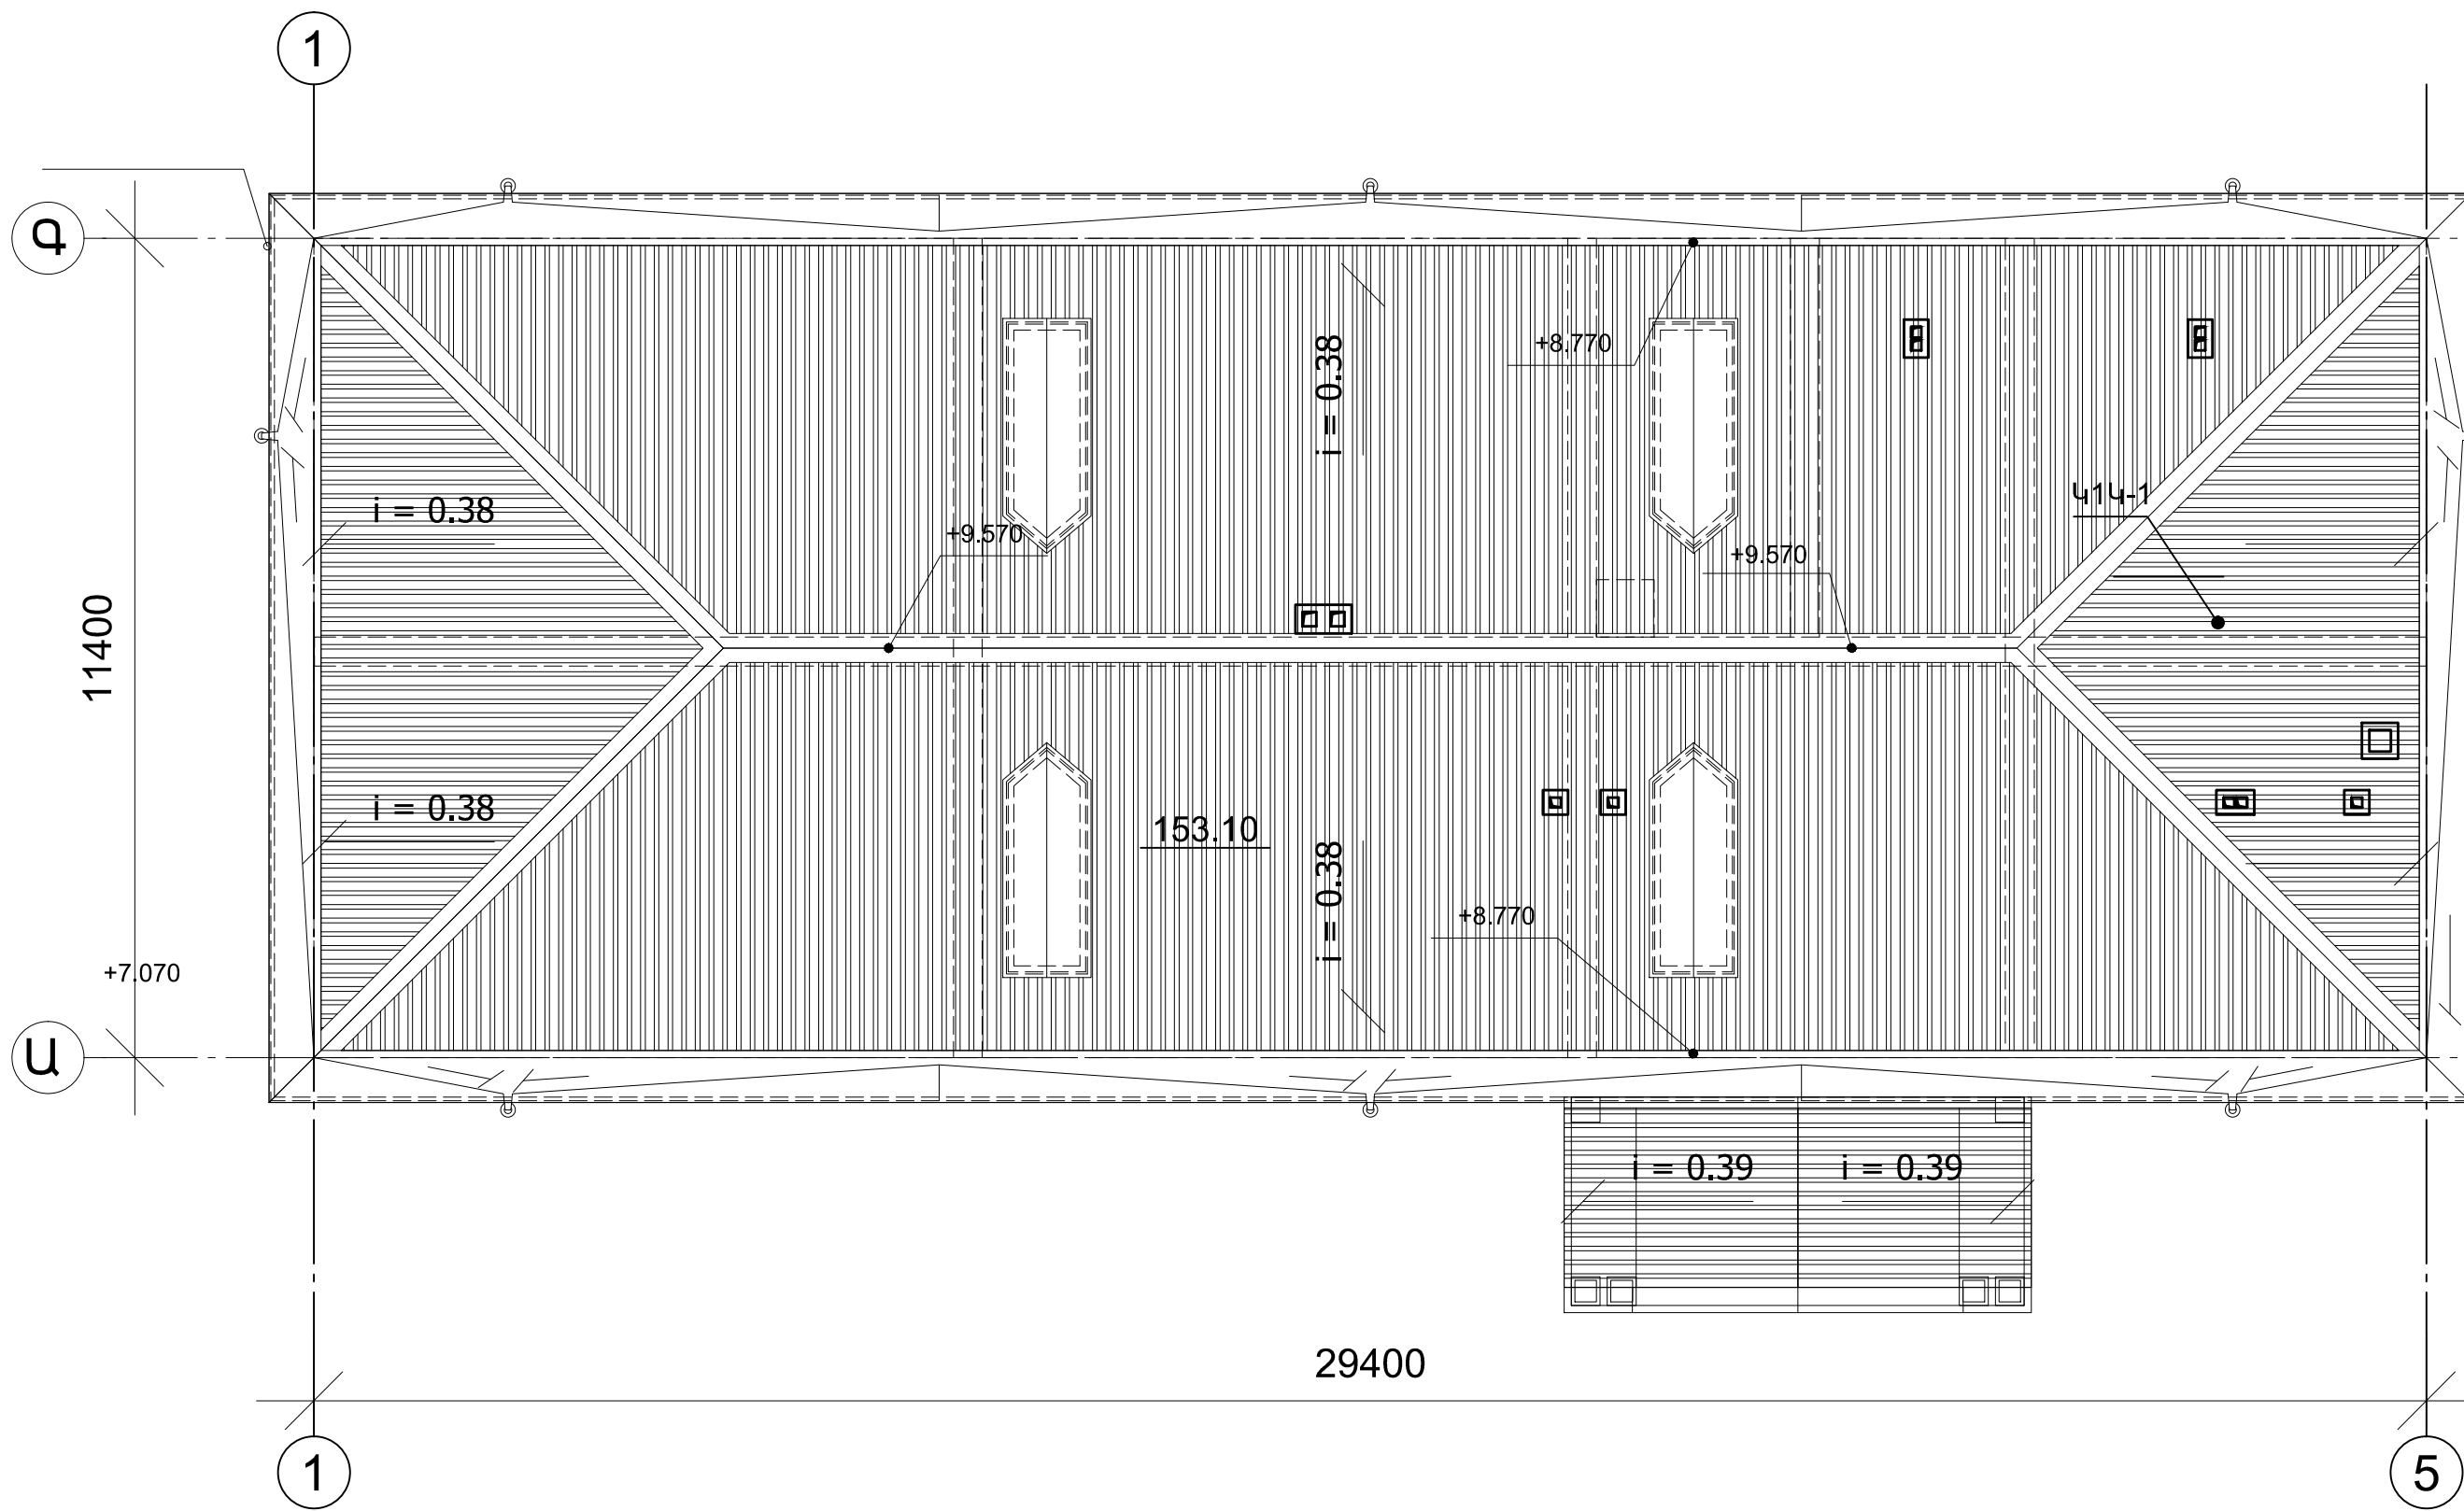 1
Գ
+8.770
i = 0.38
Կ1Կ-1
i = 0.38
+9.570
+9.570
11400
i = 0.38
153.10
i = 0.38
+8.770
+7.070
Ա
i = 0.39
i = 0.39
29400
1
5